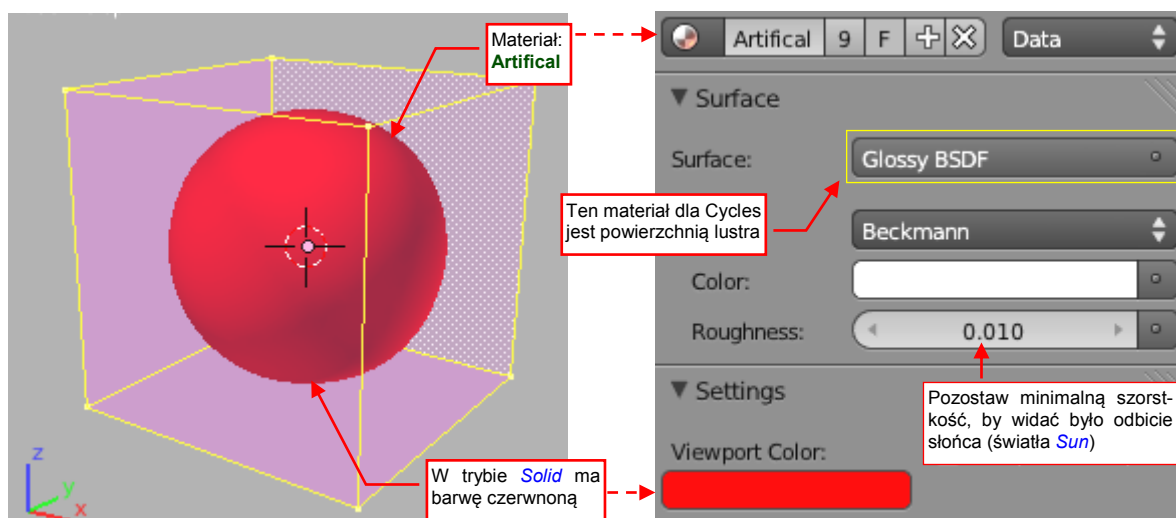 Materiał:
Artifical
W trybie Solid ma
barwę czerwnoną
z
y
x
Artifical 9 F Data
Surface
Surface: Glossy BSDF
Ten materiał dla Cycles
jest powierzchnią lustra
Beckmann
Color:
Roughness: 0.010
Settings
Pozostaw minimalną szorst-
kość, by widać było odbicie
słońca (światła Sun)
Viewport Color: